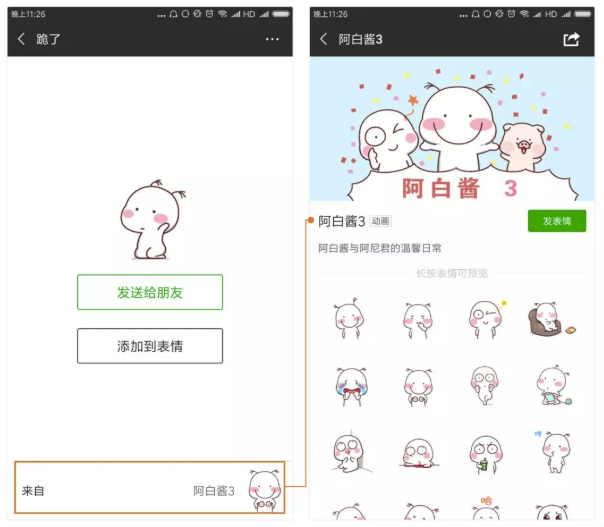 晚上11:26
HD
跪了
发送给朋友
添加到表情
来自
阿白酱3
晚上11:26
HD
阿白酱3
阿白酱 3
阿白酱3
动画
发表情
阿白酱与阿尼君的温馨日常
长按表情可预览
哼
哈